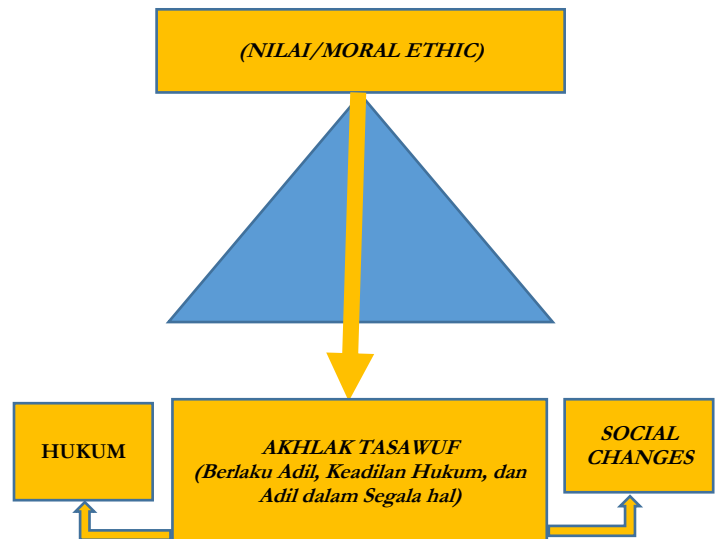 (NILAI/MORAL ETHIC)
HUKUM
AKHLAK TASAWUF
(Berlaku Adil, Keadilan Hukum, dan
Adil dalam Segala hal)
SOCIAL
CHANGES